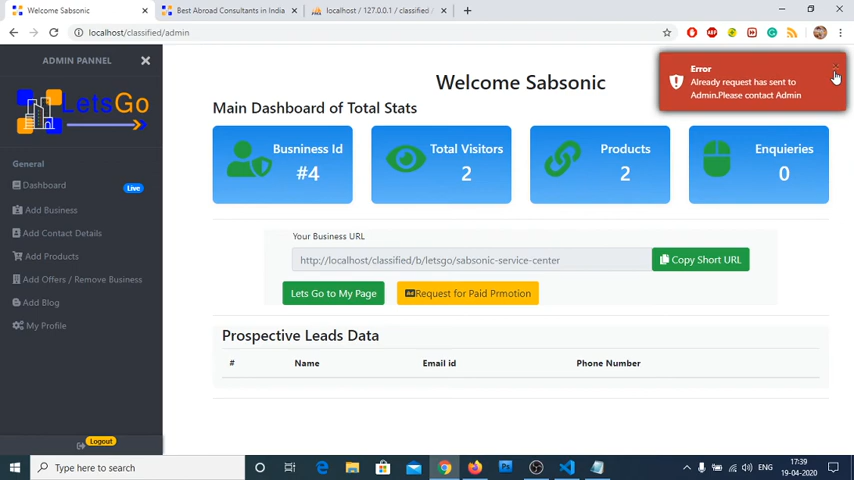 Welcome Sabsonic
Best Abroad Consultants in India
localhost / 127.0.0.1 / classified /
localhost/classified/admin
ADMIN PANNEL
LetsGo
General
Dashboard
Live
Add Business
Add Contact Details
Add Products
Add Offers / Remove Business
Add Blog
My Profile
Logout
Welcome Sabsonic
Error
Already request has sent to
Admin.Please contact Admin
Main Dashboard of Total Stats
Busniness Id
#4
Total Visitors
2
Products
2
Enquieries
0
Your Business URL
http://localhost/classified/b/letsgo/sabsonic-service-center
Copy Short URL
Lets Go to My Page
Request for Paid Prmotion
Prospective Leads Data
# Name Email id Phone Number
Type here to search
ENG
17:39
19-04-2020